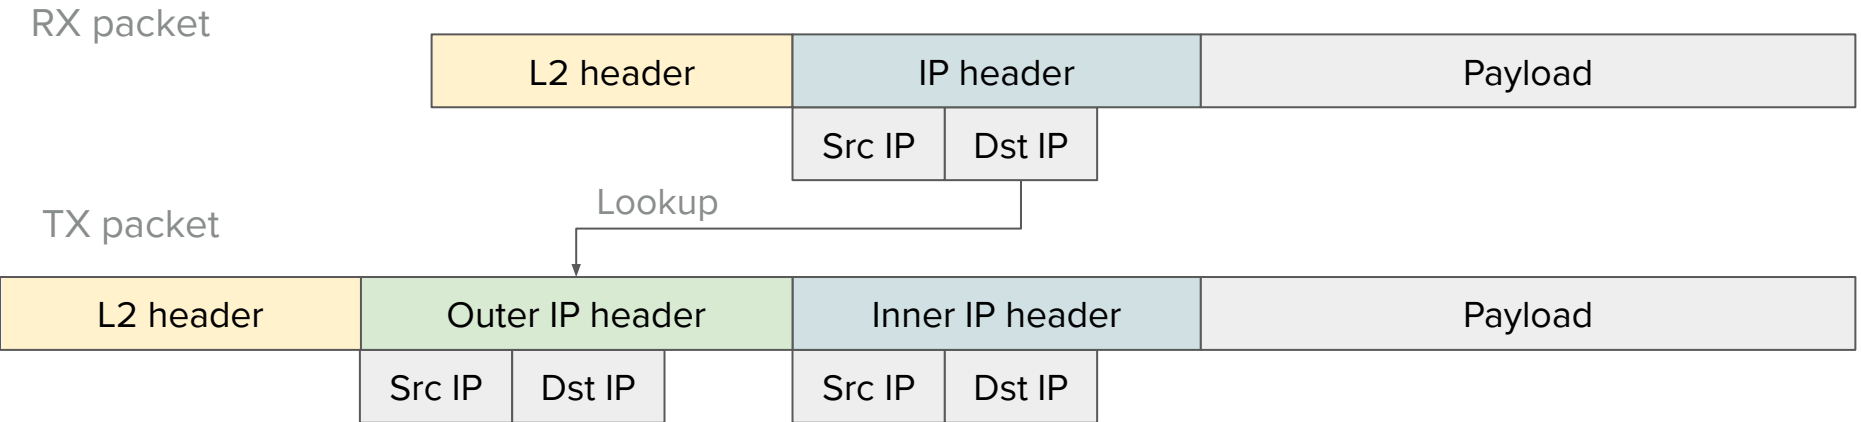 RX packet
L2 header IP header Payload
Src IP Dst IP
Lookup
TX packet
L2 header Outer IP header Inner IP header Payload
Src IP Dst IP Src IP Dst IP